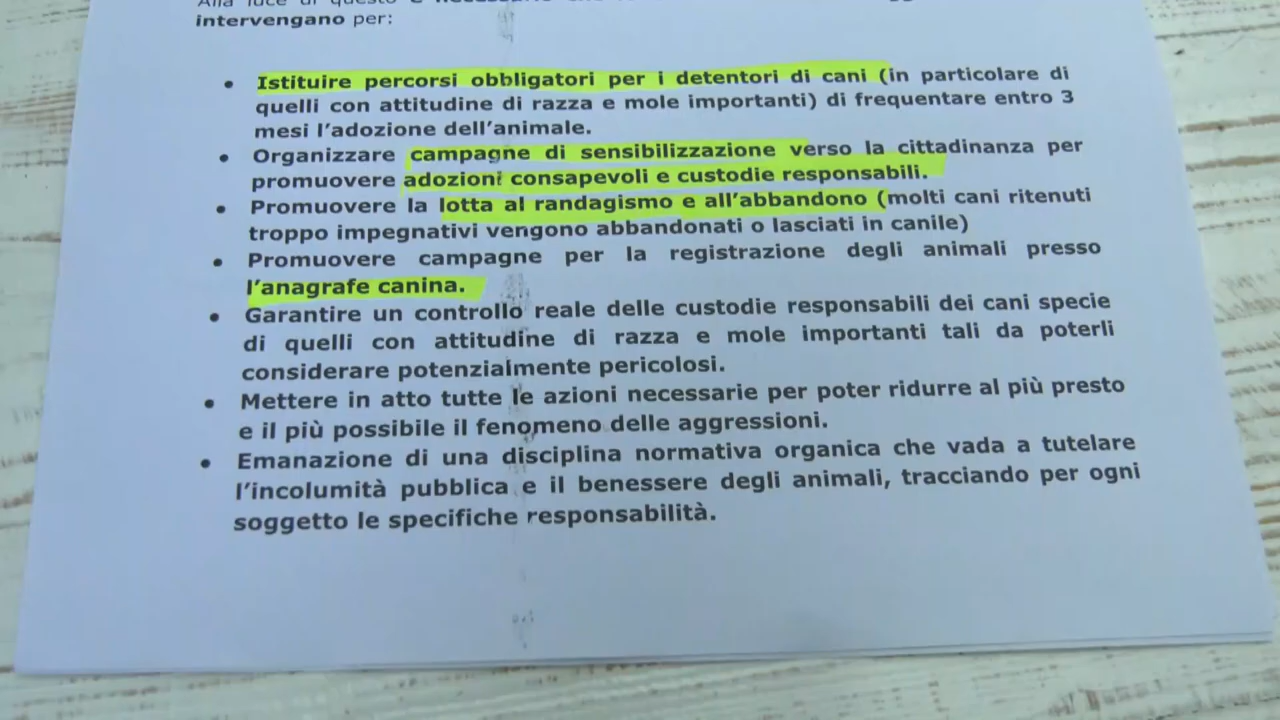 Alla luce di questo è necessario che
intervengano per:
• Istituire percorsi obbligatori per i detentori di cani (in particolare di
quelli con attitudine di razza e mole importanti) di frequentare entro 3
mesi l'adozione dell'animale.
• Organizzare campagne di sensibilizzazione verso la cittadinanza per
promuovere adozioni consapevoli e custodie responsabili.
• Promuovere la lotta al randagismo e all'abbandono (molti cani ritenuti
troppo impegnativi vengono abbandonati o lasciati in canile)
• Promuovere campagne per la registrazione degli animali presso
l'anagrafe canina.
• Garantire un controllo reale delle custodie responsabili dei cani specie
di quelli con attitudine di razza e mole importanti tali da poterli
considerare potenzialmente pericolosi.
• Mettere in atto tutte le azioni necessarie per poter ridurre al più presto
e il più possibile il fenomeno delle aggressioni.
• Emanazione di una disciplina normativa organica che vada a tutelare
l'incolumità pubblica e il benessere degli animali, tracciando per ogni
soggetto le specifiche responsabilità.